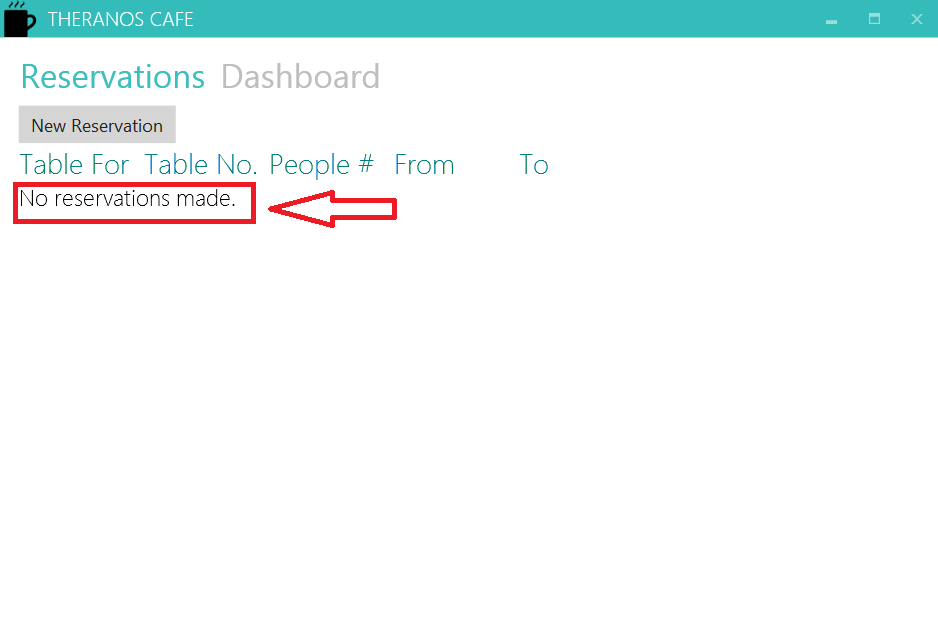 THERANOS CAFE
Reservations Dashboard
New Reservation
Table For Table No. People # From To
No reservations made.